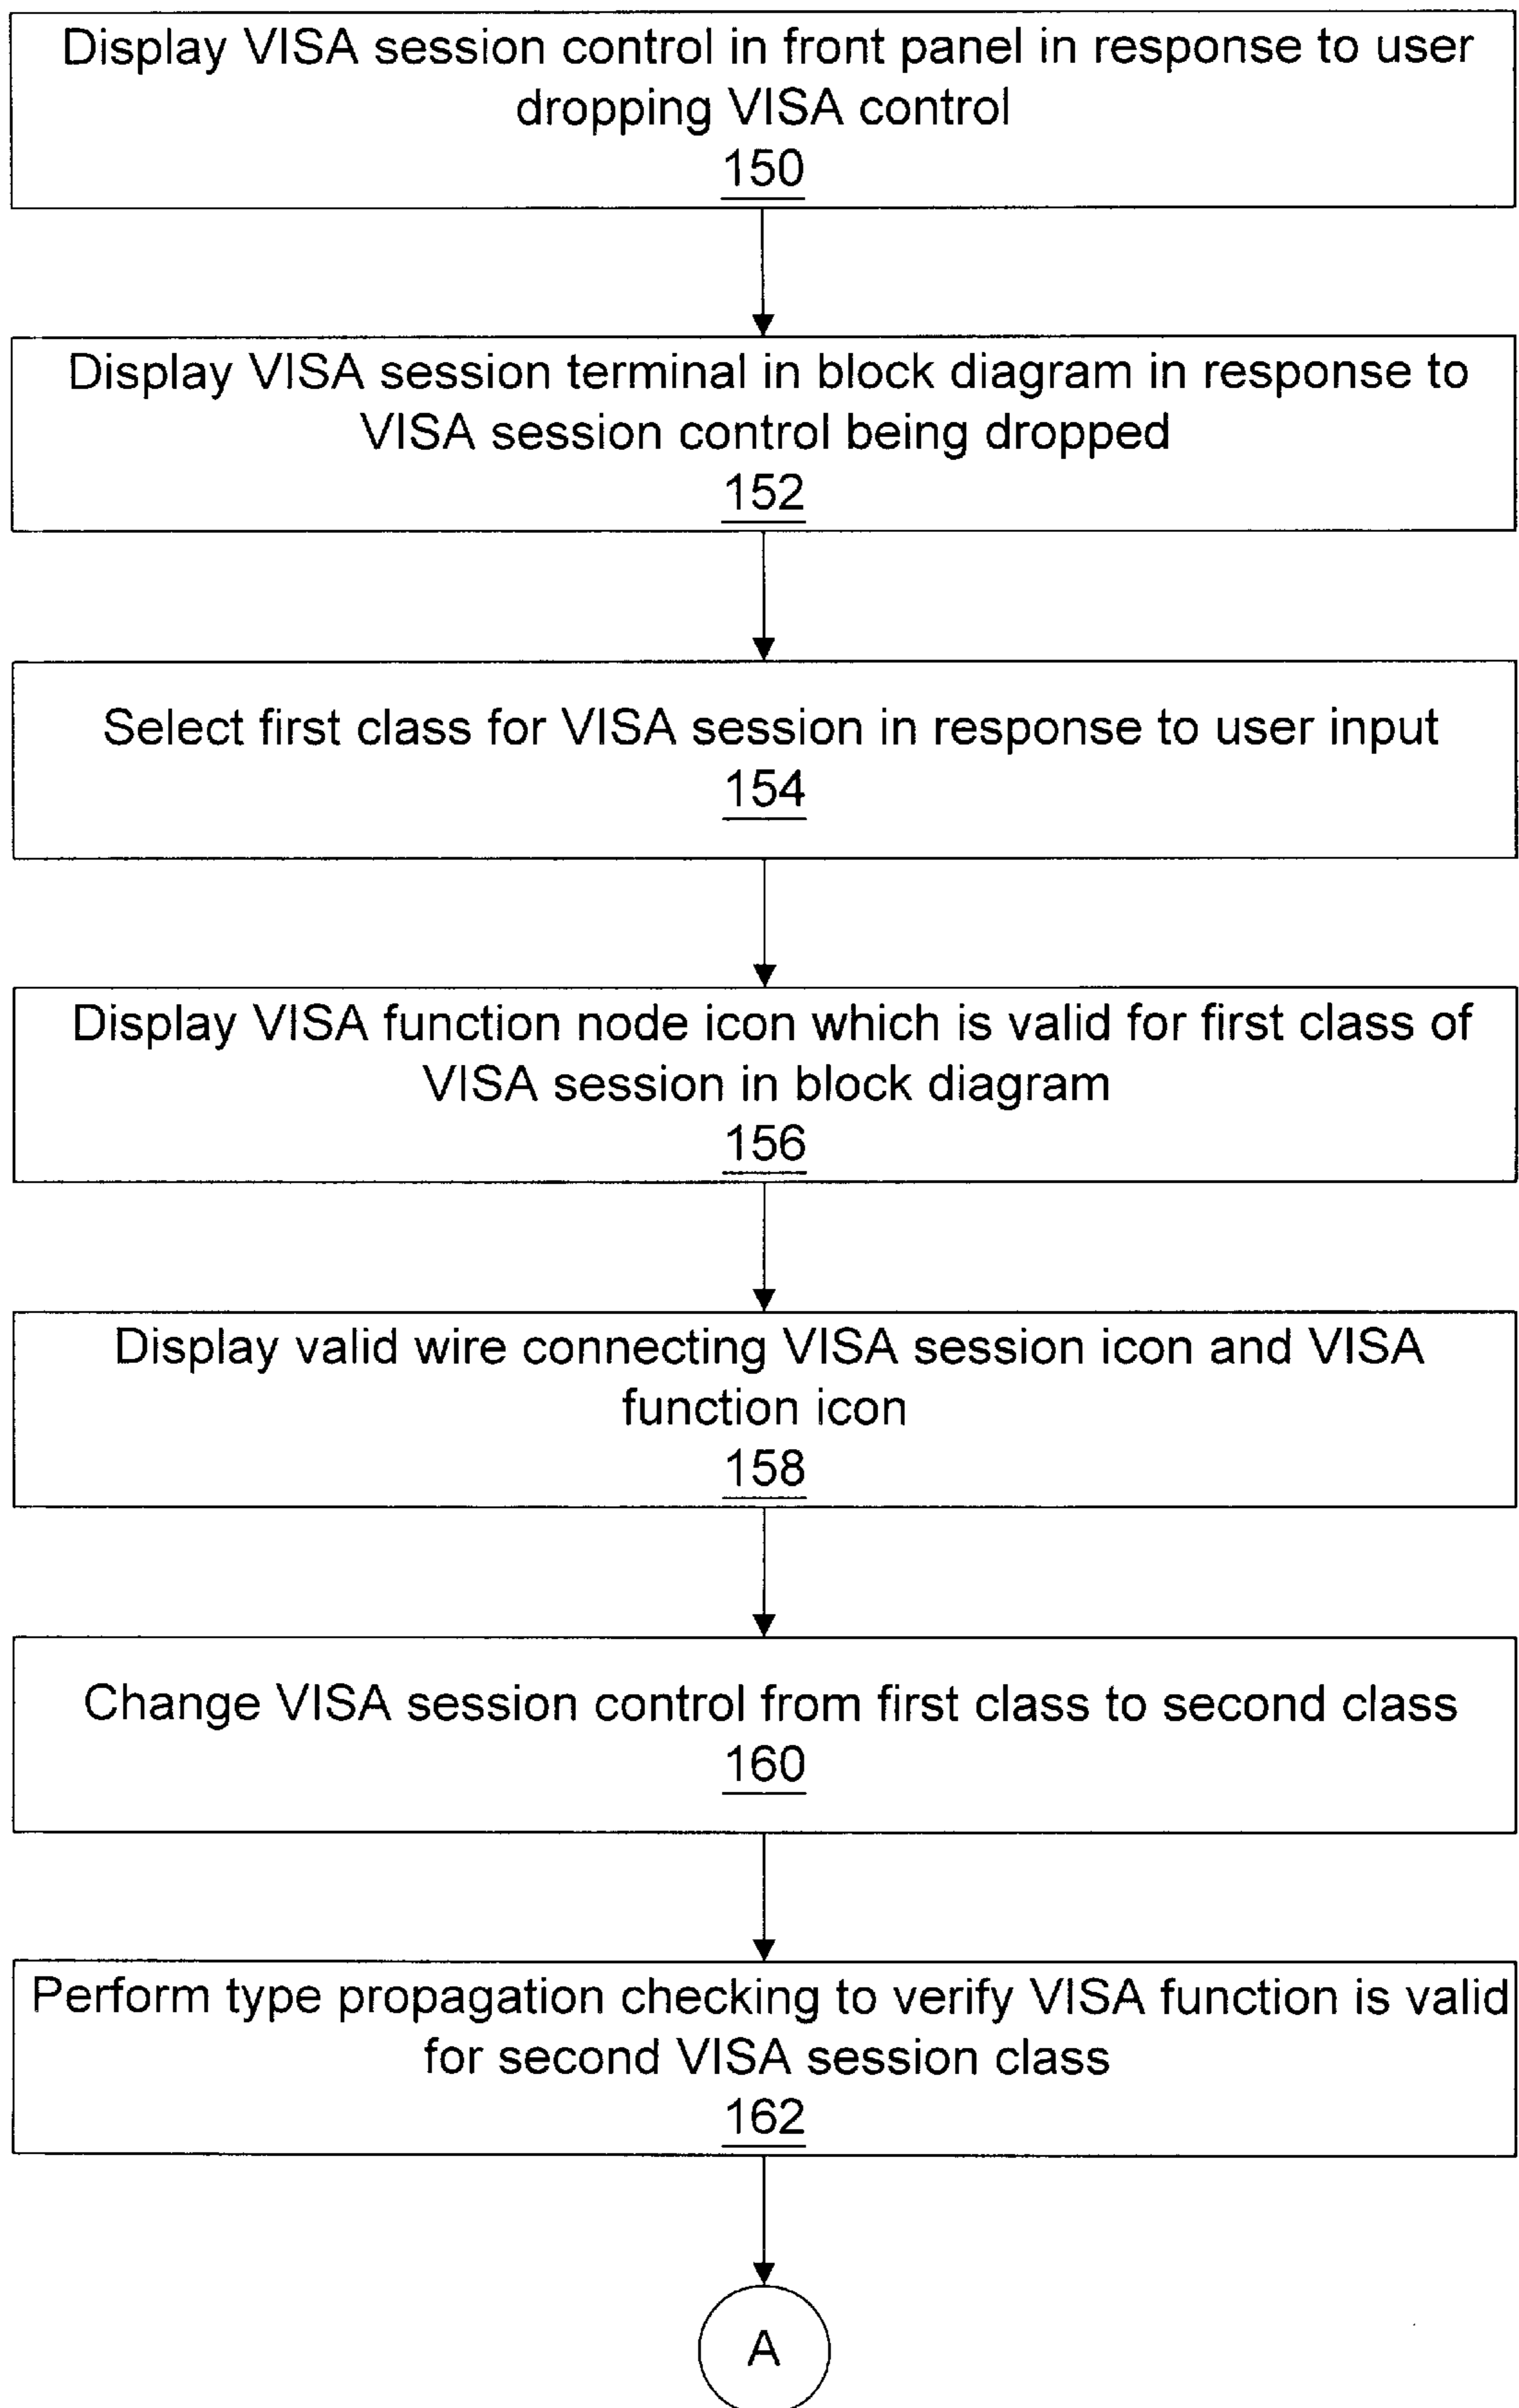 Display VISA session control in front panel in response to user
dropping VISA control
150
Display VISA session terminal in block diagram in response to
VISA session control being dropped
152
Select first class for VISA session in response to user input
154
Display VISA function node icon which is valid for first class of
VISA session in block diagram
156
Display valid wire connecting VISA session icon and VISA
function icon
158
Change VISA session control from first class to second class
160
Perform type propagation checking to verify VISA function is valid
for second VISA session class
162
A